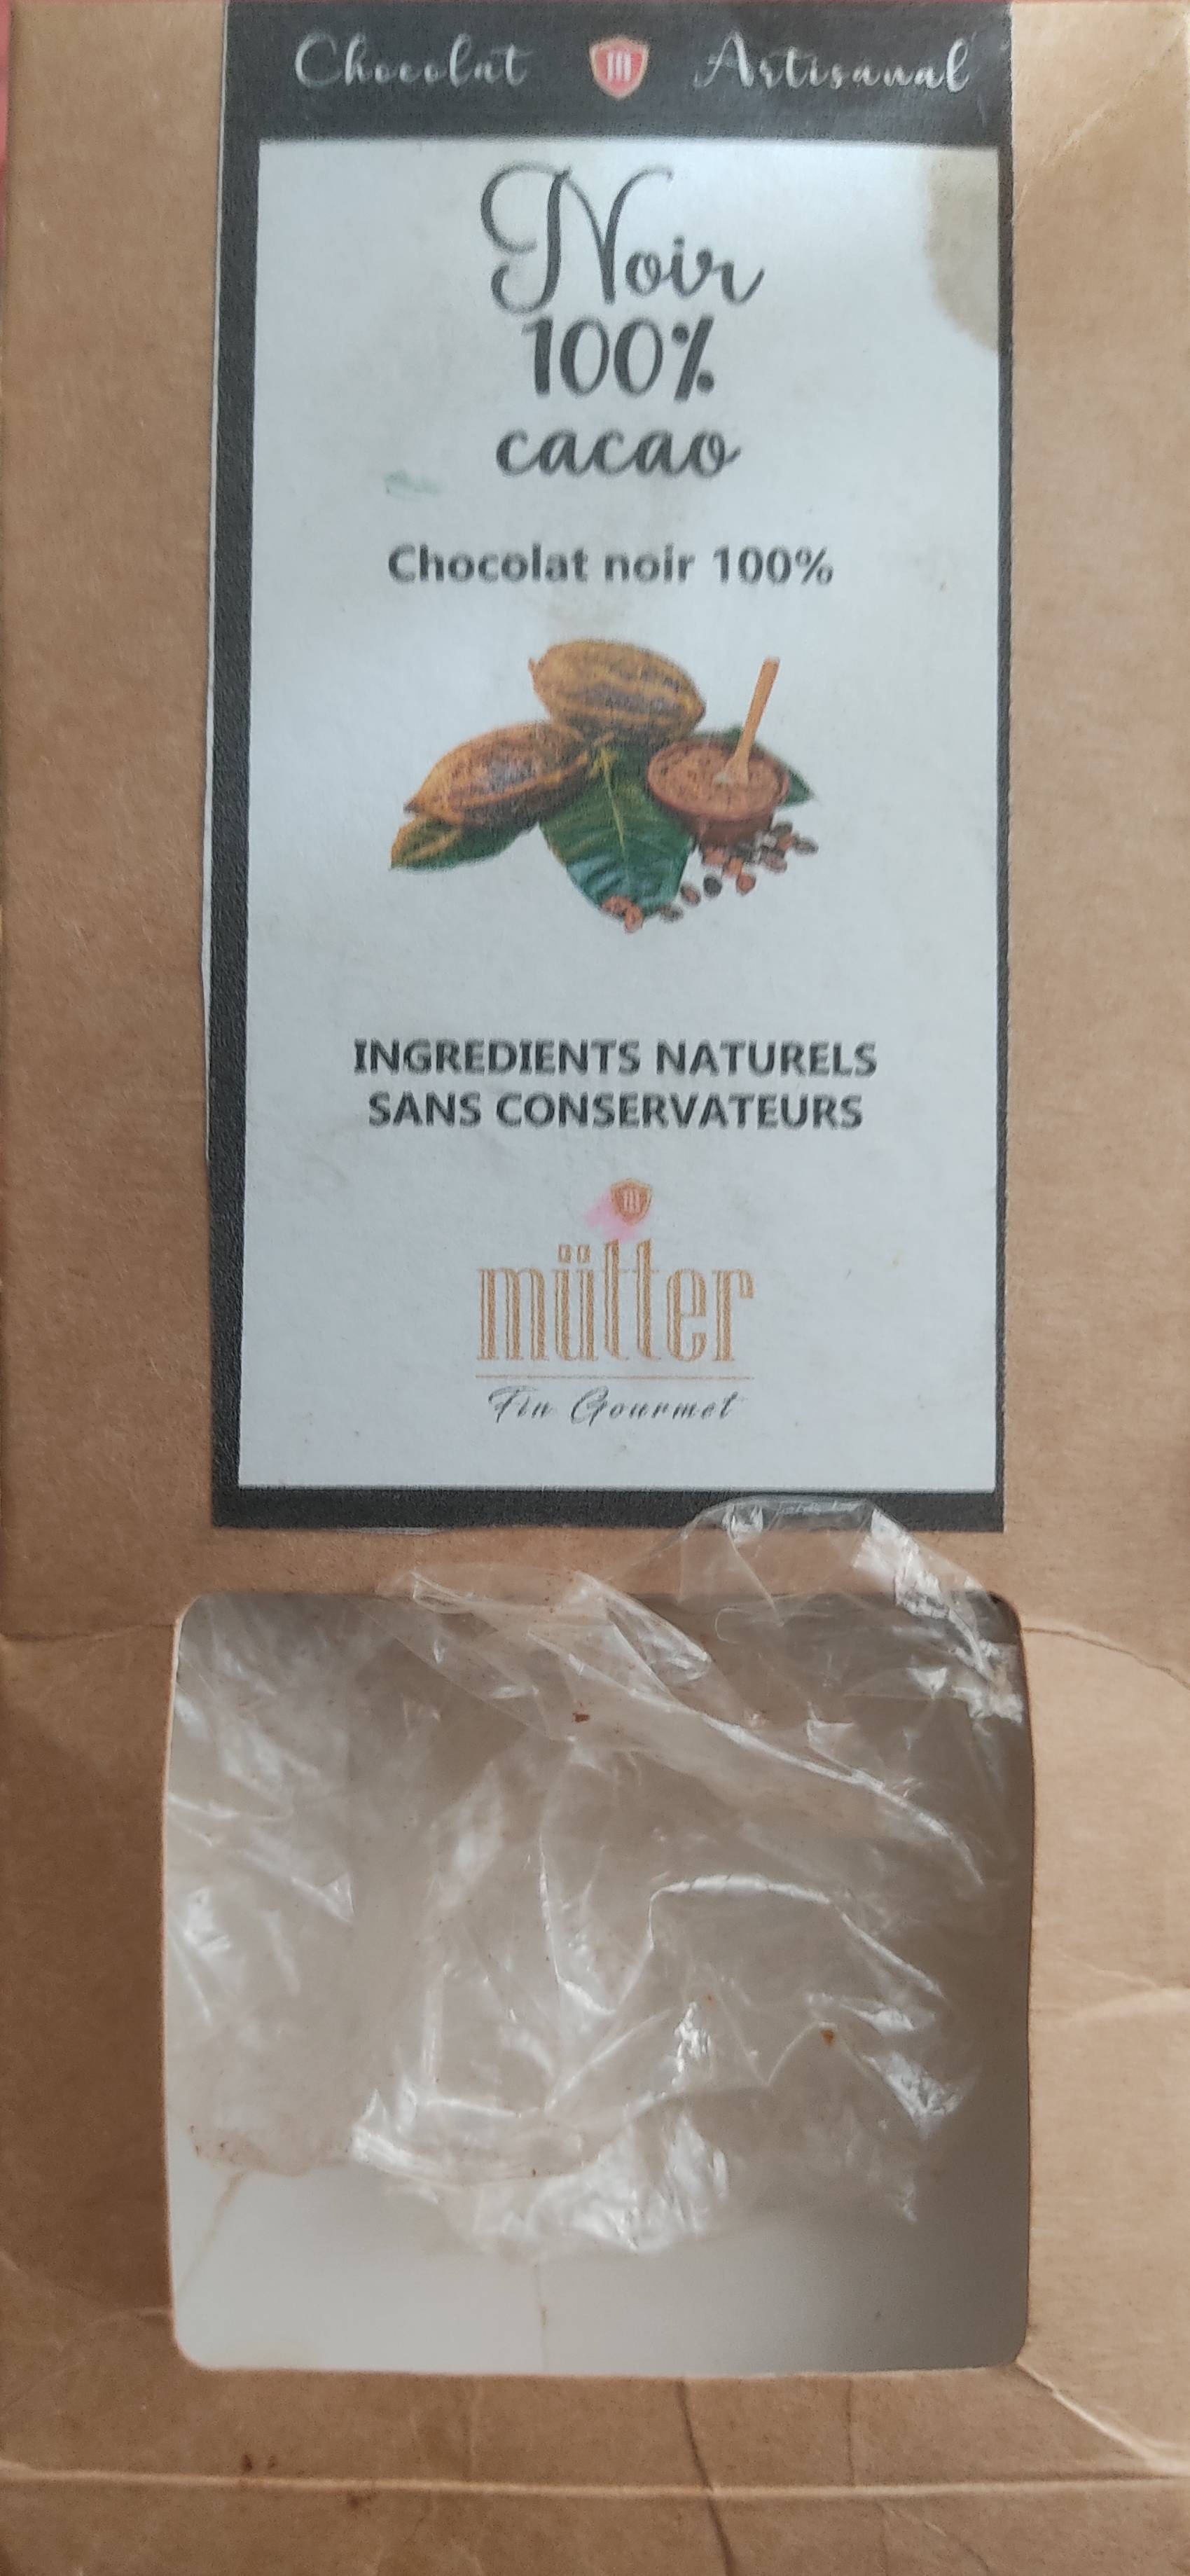 Chocolat m Artisanal
Noir
100%
cacao
Chocolat noir 100%
INGREDIENTS NATURELS
SANS CONSERVATEURS
m
mütter
Fin Gourmet